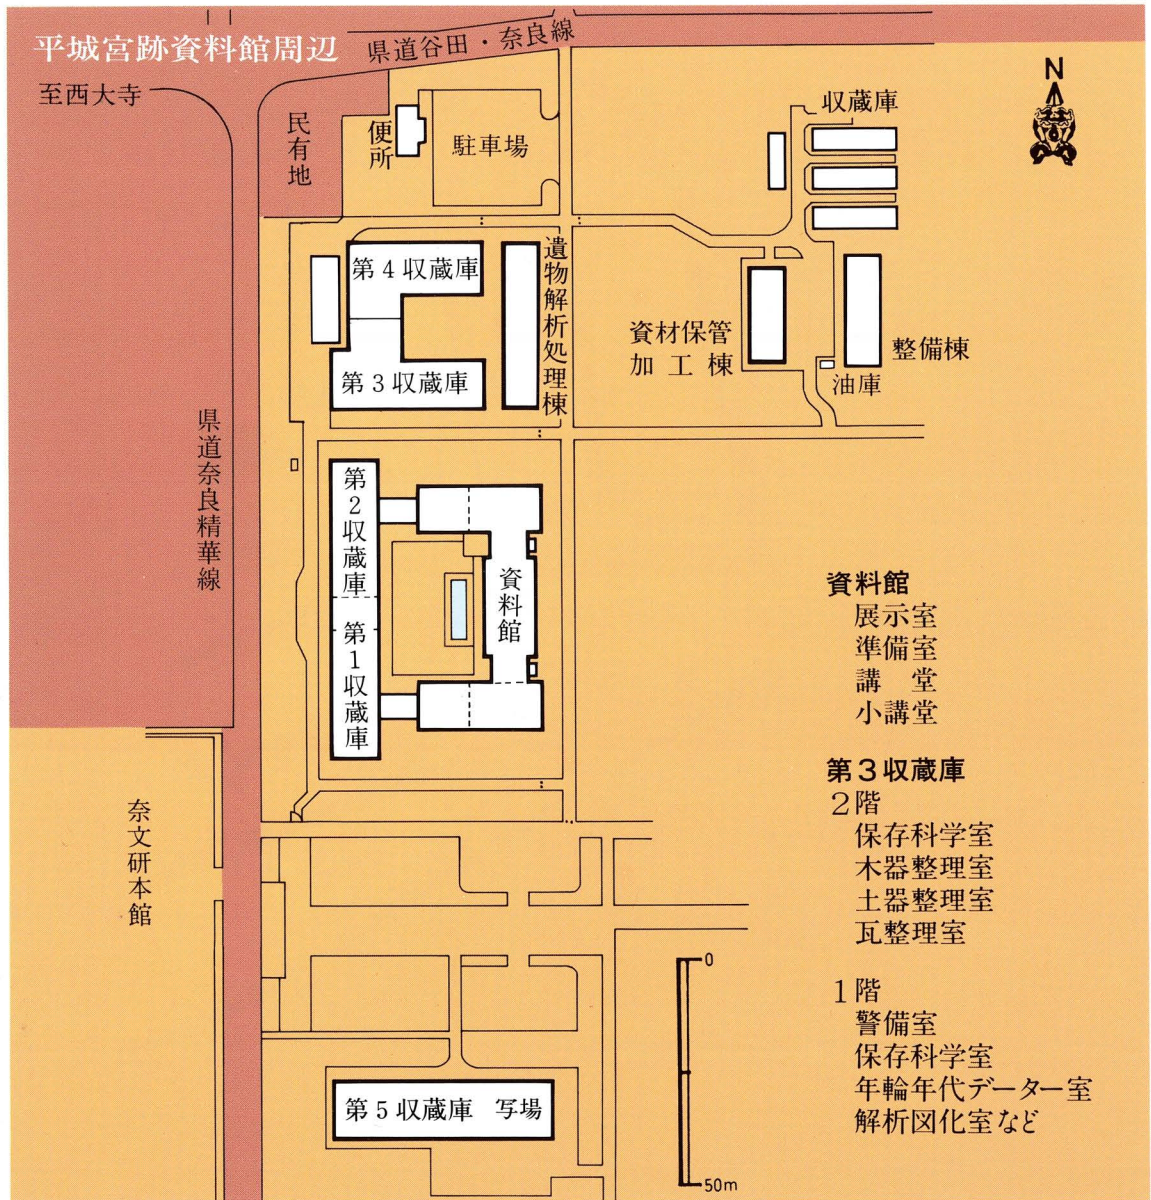 平城宮跡資料館周辺
県道谷田・奈良線
至西大寺
民有地
便所
駐車場
収蔵庫
N
第4収蔵庫
遺物解析処理棟
第3収蔵庫
資材保管
加工棟
整備棟
油庫
県道奈良精華線
第2収蔵庫
第1収蔵庫
資料館
奈文研本館
第5収蔵庫 写場
0
50m
資料館
展示室
準備室
講 堂
小講堂
第3収蔵庫
2階
保存科学室
木器整理室
土器整理室
瓦整理室
1階
警備室
保存科学室
年輪年代データー室
解析図化室など